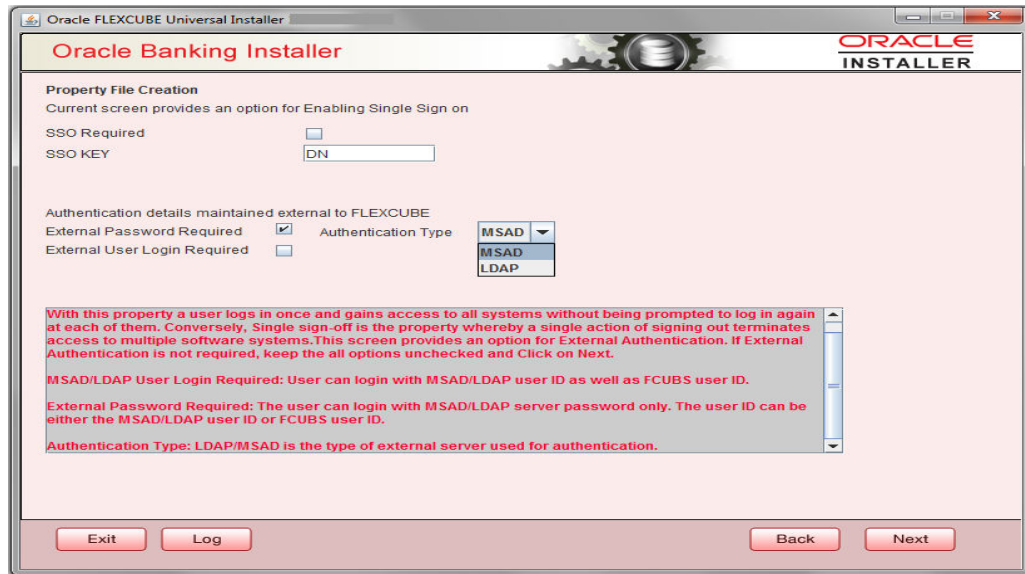 Oracle FLEXCUBE Universal Installer
Oracle Banking Installer
ORACLE
INSTALLER
Property File Creation
Current screen provides an option for Enabling Single Sign on
SSO Required
SSO KEY DN
Authentication details maintained external to FLEXCUBE
External Password Required Authentication Type MSAD
External User Login Required MSAD
LDAP
With this property a user logs in once and gains access to all systems without being prompted to log in again
at each of them. Conversely, Single sign-off is the property whereby a single action of signing out terminates
access to multiple software systems.This screen provides an option for External Authentication. If External
Authentication is not required, keep the all options unchecked and Click on Next.
MSAD/LDAP User Login Required: User can login with MSAD/LDAP user ID as well as FCUBS user ID.
External Password Required: The user can login with MSAD/LDAP server password only. The user ID can be
either the MSAD/LDAP user ID or FCUBS user ID.
Authentication Type: LDAP/MSAD is the type of external server used for authentication.
Exit Log Back Next